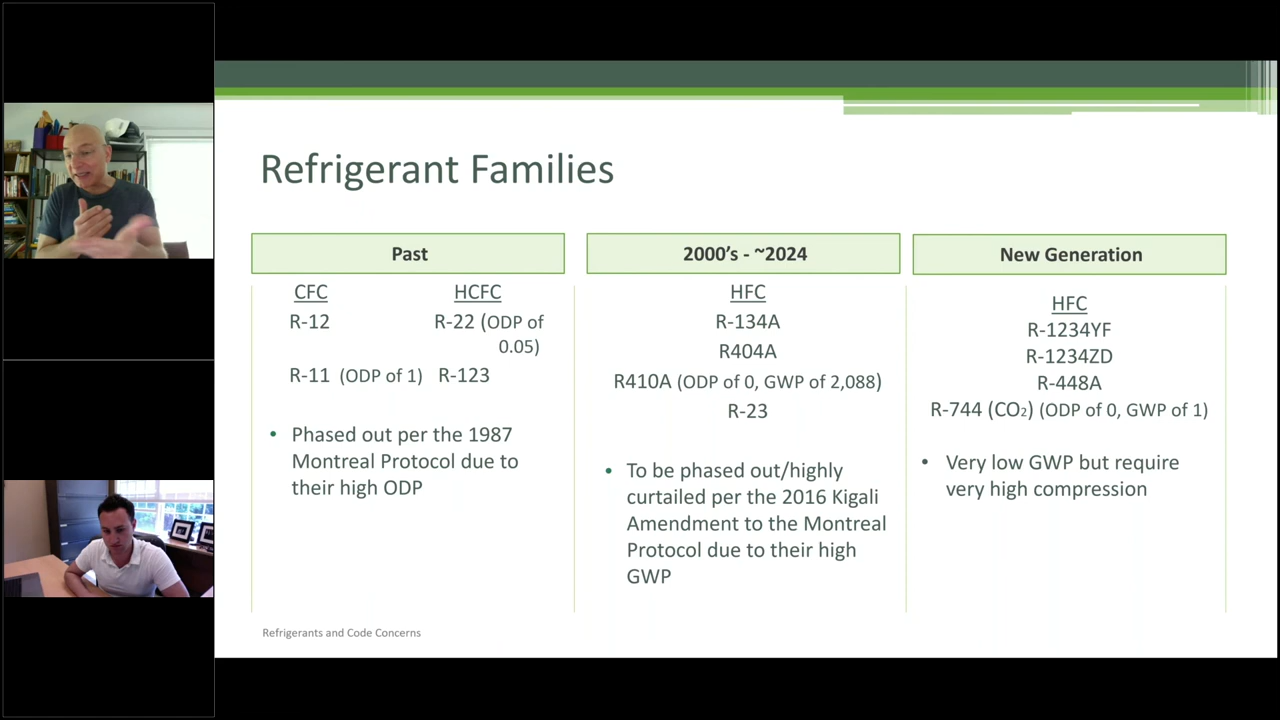 Refrigerant Families
Past
CFC HCFC
R-12 R-22 (ODP of
0.05)
R-11 (ODP of 1) R-123
• Phased out per the 1987
Montreal Protocol due to
their high ODP
2000's - ~2024
HFC
R-134A
R404A
R410A (ODP of 0, GWP of 2,088)
R-23
• To be phased out/highly
curtailed per the 2016 Kigali
Amendment to the Montreal
Protocol due to their high
GWP
New Generation
HFC
R-1234YF
R-1234ZD
R-448A
R-744 (CO₂) (ODP of 0, GWP of 1)
• Very low GWP but require
very high compression
Refrigerants and Code Concerns